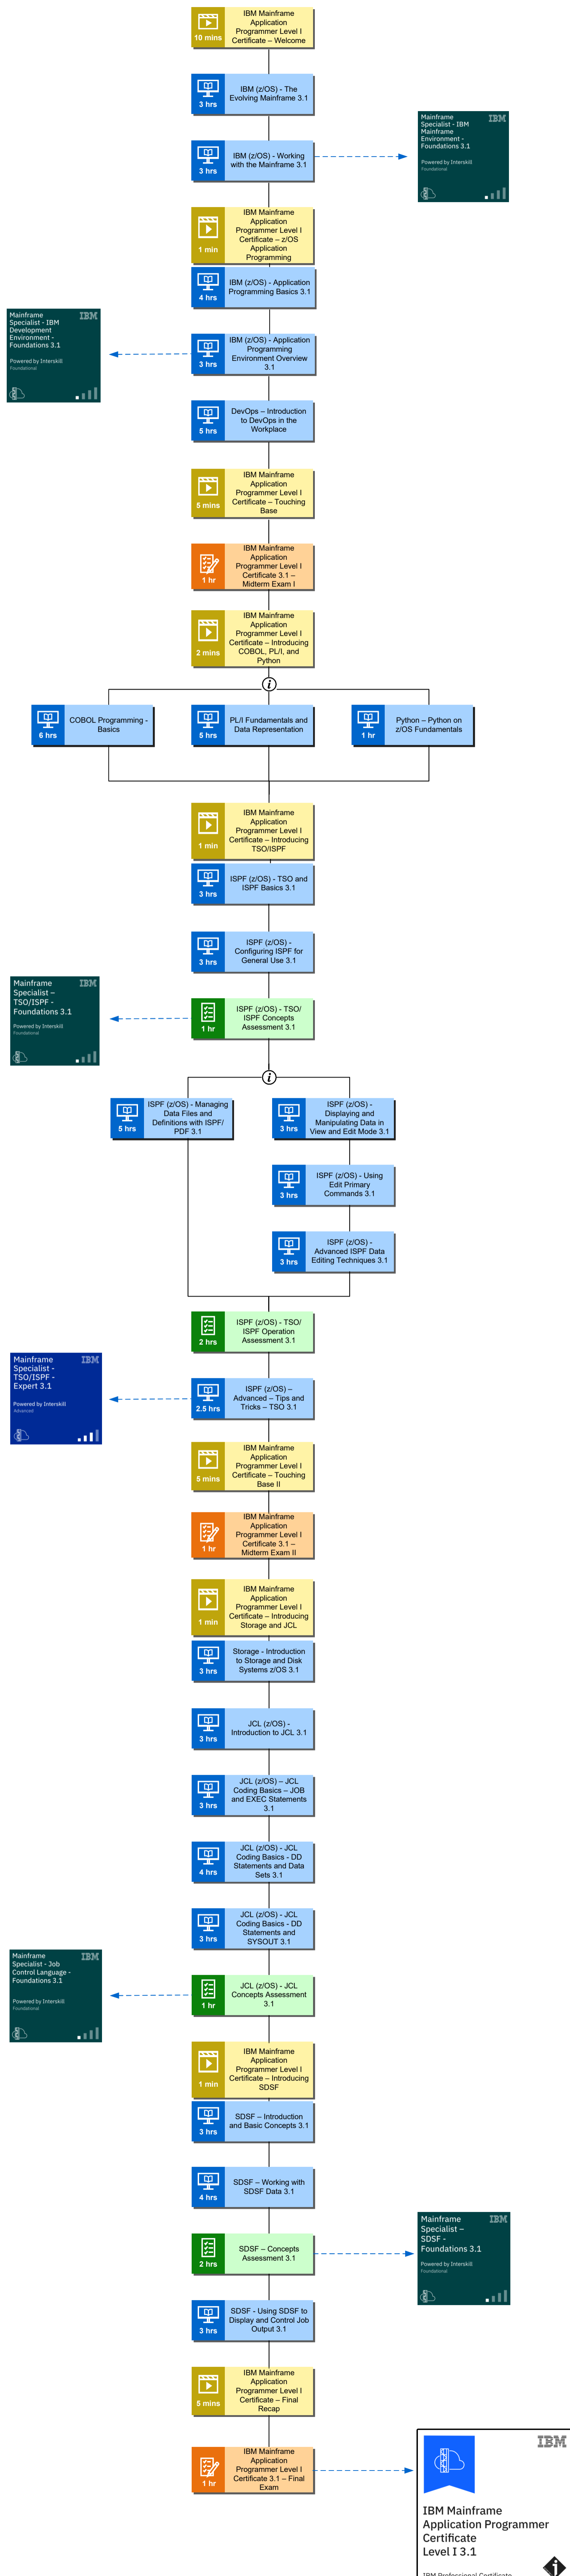 IBM Mainframe
Application
Programmer Level I
Certificate – Welcome
10 mins
IBM (z/OS) - The
Evolving Mainframe 3.1
3 hrs
IBM (z/OS) - Working
with the Mainframe 3.1
3 hrs
Mainframe
Specialist - IBM
Mainframe
Environment -
Foundations 3.1
IBM
Powered by Interskill
Foundational
IBM Mainframe
Application
Programmer Level I
Certificate – z/OS
Application
Programming
1 min
IBM (z/OS) - Application
Programming Basics 3.1
4 hrs
IBM (z/OS) - Application
Programming
Environment Overview
3.1
3 hrs
Mainframe
Specialist - IBM
Development
Environment -
Foundations 3.1
IBM
Powered by Interskill
Foundational
DevOps – Introduction
to DevOps in the
Workplace
5 hrs
IBM Mainframe
Application
Programmer Level I
Certificate – Touching
Base
5 mins
IBM Mainframe
Application
Programmer Level I
Certificate 3.1 –
Midterm Exam I
1 hr
IBM Mainframe
Application
Programmer Level I
Certificate – Introducing
COBOL, PL/I, and
Python
2 mins
i
COBOL Programming -
Basics
6 hrs
PL/I Fundamentals and
Data Representation
5 hrs
Python – Python on
z/OS Fundamentals
1 hr
IBM Mainframe
Application
Programmer Level I
Certificate – Introducing
TSO/ISPF
1 min
ISPF (z/OS) - TSO and
ISPF Basics 3.1
3 hrs
ISPF (z/OS) -
Configuring ISPF for
General Use 3.1
3 hrs
ISPF (z/OS) - TSO/
ISPF Concepts
Assessment 3.1
1 hr
Mainframe
Specialist –
TSO/ISPF -
Foundations 3.1
IBM
Powered by Interskill
Foundational
i
ISPF (z/OS) - Managing
Data Files and
Definitions with ISPF/
PDF 3.1
5 hrs
ISPF (z/OS) -
Displaying and
Manipulating Data in
View and Edit Mode 3.1
3 hrs
ISPF (z/OS) - Using
Edit Primary
Commands 3.1
3 hrs
ISPF (z/OS) -
Advanced ISPF Data
Editing Techniques 3.1
3 hrs
ISPF (z/OS) - TSO/
ISPF Operation
Assessment 3.1
2 hrs
ISPF (z/OS) –
Advanced – Tips and
Tricks – TSO 3.1
2.5 hrs
Mainframe
Specialist -
TSO/ISPF -
Expert 3.1
IBM
Powered by Interskill
Advanced
IBM Mainframe
Application
Programmer Level I
Certificate – Touching
Base II
5 mins
IBM Mainframe
Application
Programmer Level I
Certificate 3.1 –
Midterm Exam II
1 hr
IBM Mainframe
Application
Programmer Level I
Certificate – Introducing
Storage and JCL
1 min
Storage - Introduction
to Storage and Disk
Systems z/OS 3.1
3 hrs
JCL (z/OS) -
Introduction to JCL 3.1
3 hrs
JCL (z/OS) – JCL
Coding Basics – JOB
and EXEC Statements
3.1
3 hrs
JCL (z/OS) - JCL
Coding Basics - DD
Statements and Data
Sets 3.1
4 hrs
JCL (z/OS) - JCL
Coding Basics - DD
Statements and
SYSOUT 3.1
3 hrs
JCL (z/OS) - JCL
Concepts Assessment
3.1
1 hr
Mainframe
Specialist - Job
Control Language -
Foundations 3.1
IBM
Powered by Interskill
Foundational
IBM Mainframe
Application
Programmer Level I
Certificate – Introducing
SDSF
1 min
SDSF – Introduction
and Basic Concepts 3.1
3 hrs
SDSF – Working with
SDSF Data 3.1
4 hrs
SDSF – Concepts
Assessment 3.1
2 hrs
Mainframe
Specialist –
SDSF -
Foundations 3.1
IBM
Powered by Interskill
Foundational
SDSF - Using SDSF to
Display and Control Job
Output 3.1
3 hrs
IBM Mainframe
Application
Programmer Level I
Certificate – Final
Recap
5 mins
IBM Mainframe
Application
Programmer Level I
Certificate 3.1 – Final
Exam
1 hr
IBM
IBM Mainframe
Application Programmer
Certificate
Level I 3.1
IBM Professional Certificate